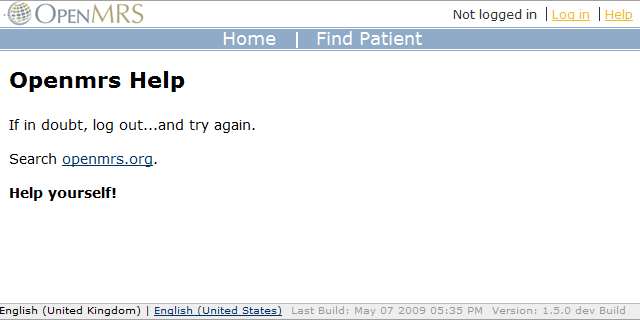 OPENMRS Not logged in | Log in | Help
Home | Find Patient
Openmrs Help
If in doubt, log out...and try again.
Search openmrs.org.
Help yourself!
English (United Kingdom) | English (United States) Last Build: May 07 2009 05:35 PM Version: 1.5.0 dev Build